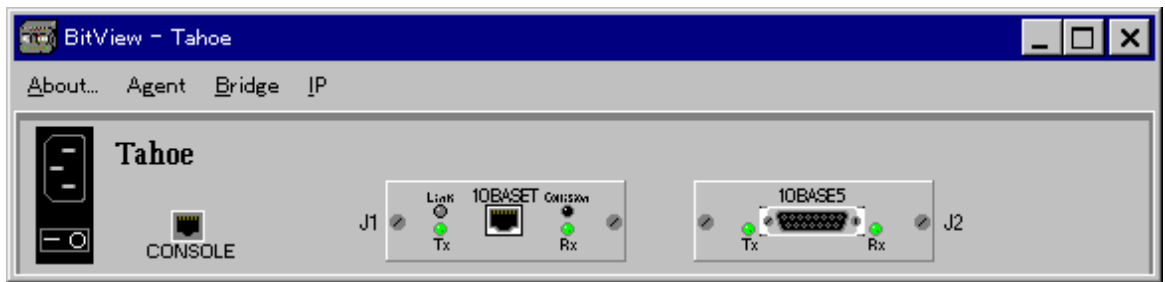 BitView - Tahoe
About... Agent Bridge IP
Tahoe
CONSOLE
J1
Link 10BASET Collision
Tx Rx
10BASE5
Tx Rx
J2